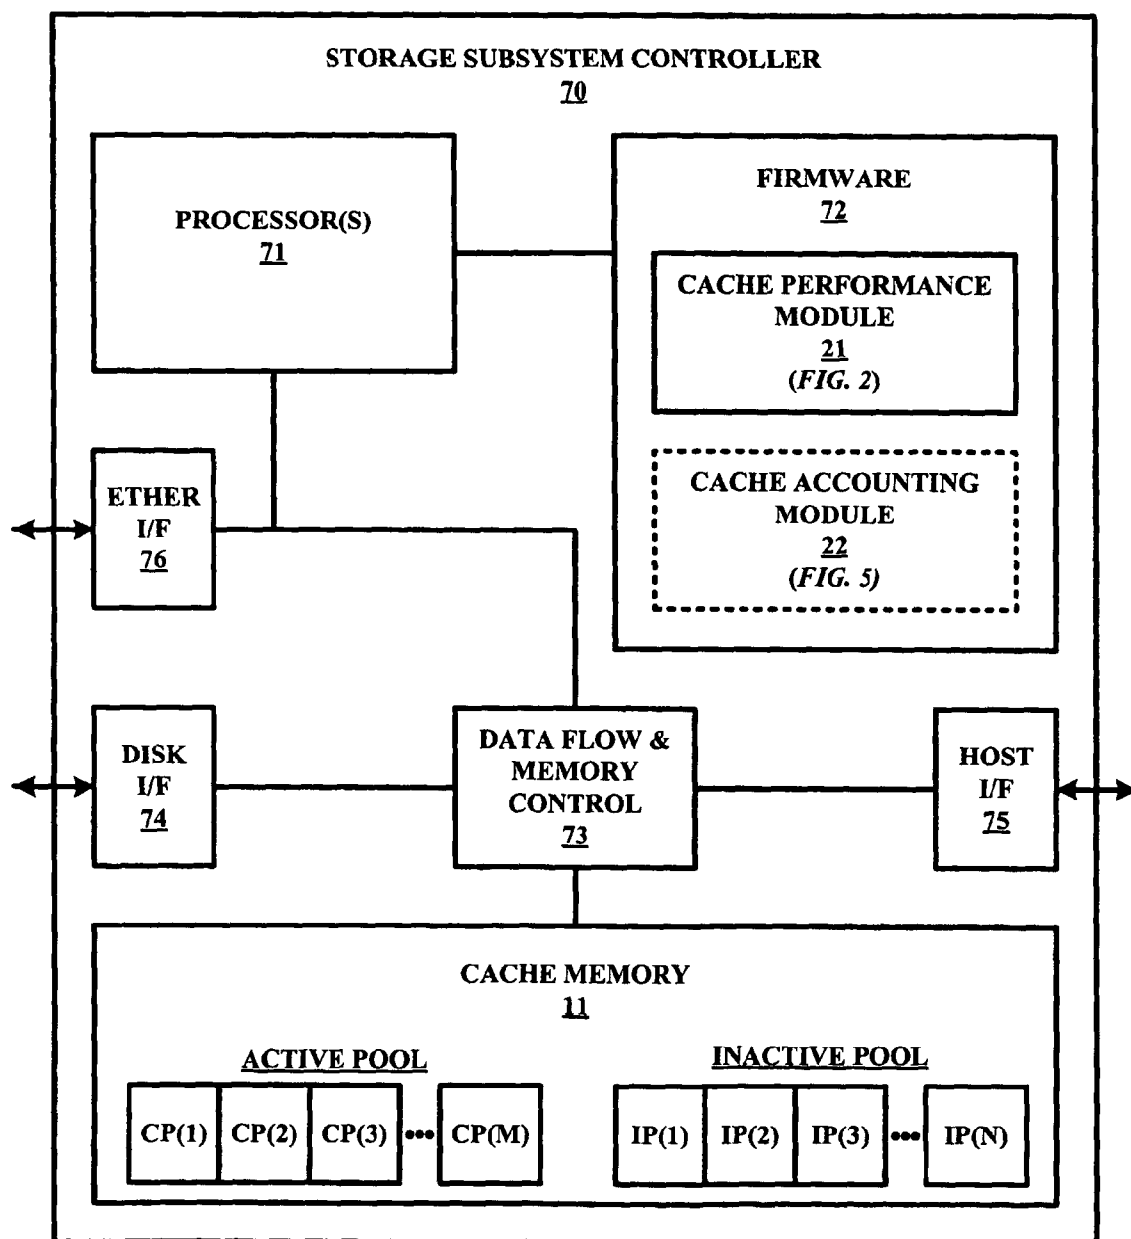 STORAGE SUBSYSTEM CONTROLLER
70
PROCESSOR(S)
71
FIRMWARE
72
CACHE PERFORMANCE
MODULE
21
(FIG. 2)
CACHE ACCOUNTING
MODULE
22
(FIG. 5)
ETHER
I/F
76
DISK
I/F
74
DATA FLOW &
MEMORY
CONTROL
73
HOST
I/F
75
CACHE MEMORY
11
ACTIVE POOL
CP(1) CP(2) CP(3) ••• CP(M)
INACTIVE POOL
IP(1) IP(2) IP(3) ••• IP(N)